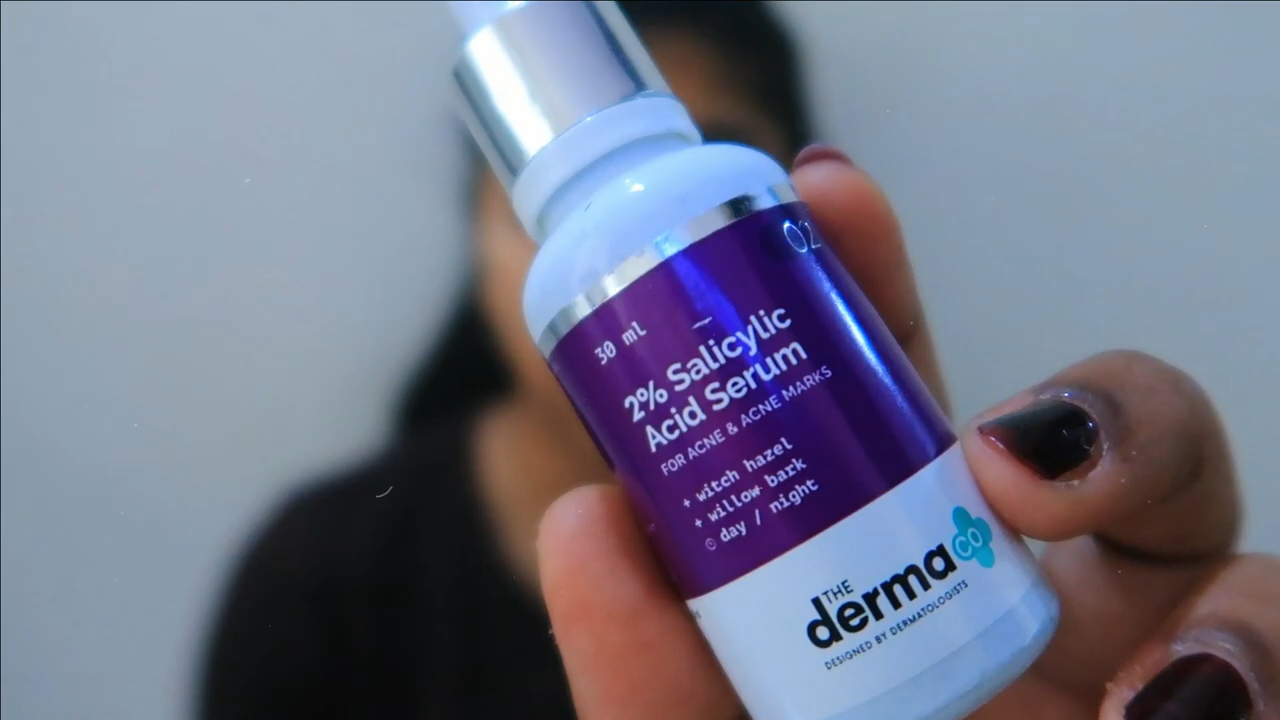 02
30 ml
2% Salicylic
Acid Serum
FOR ACNE & ACNE MARKS
+ witch hazel
+ willow bark
day / night
THE
derma co
DESIGNED BY DERMATOLOGISTS